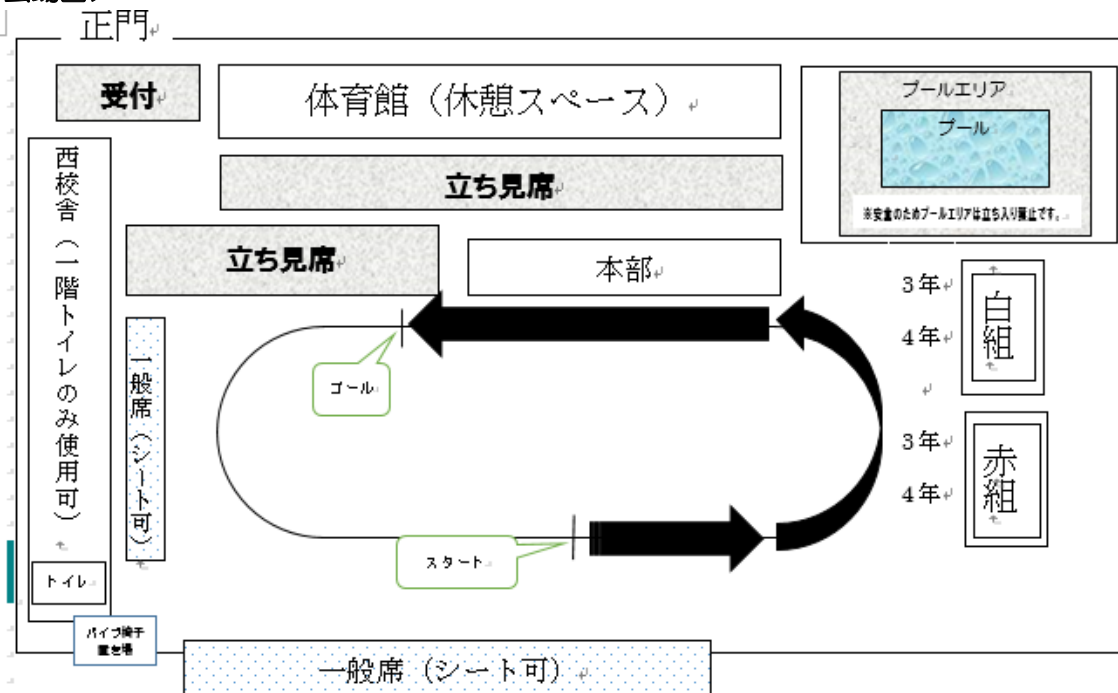 正門
受付
体育館（休憩スペース）
プールエリア
プール
※安全のためプールエリアは立ち入り禁止です。
立ち見席
立ち見席
本部
西校舎（一階トイレのみ使用可）
一般席（シート可）
ゴール
スタート
3年
4年
白組
3年
4年
赤組
トイレ
パイプ椅子
置き場
一般席（シート可）